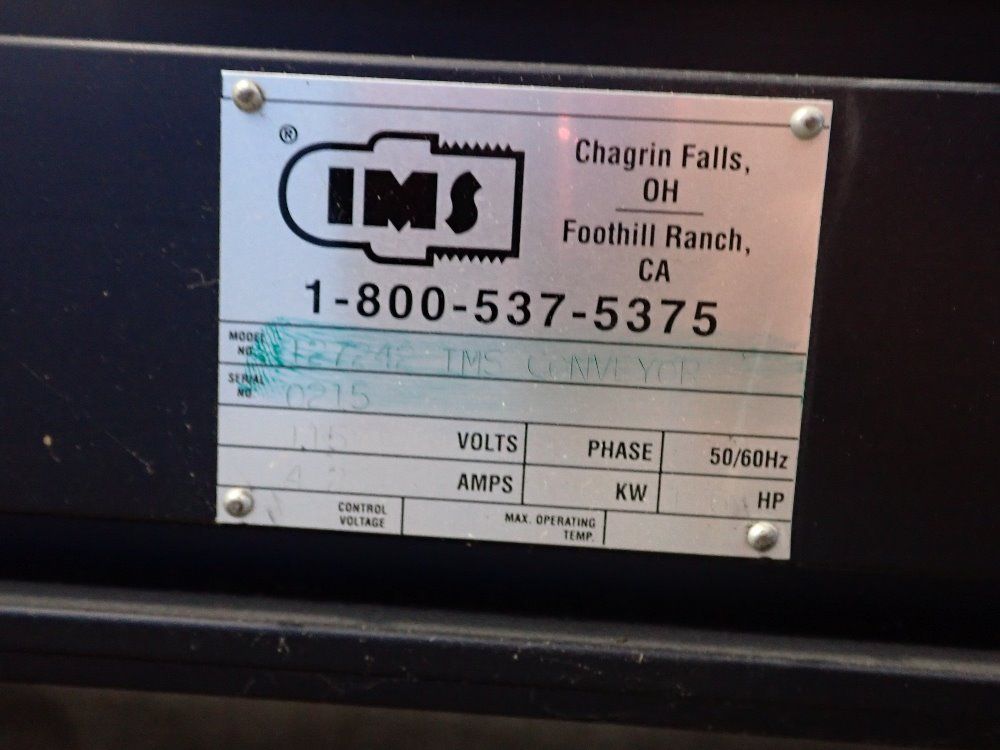 ®
IMS
Chagrin Falls,
OH
Foothill Ranch,
CA
1-800-537-5375
MODEL NO. 127242 IMS CONVEYOR
SERIAL NO 0215
115 VOLTS PHASE 50/60Hz
AMPS KW HP
CONTROL VOLTAGE MAX. OPERATING TEMP.